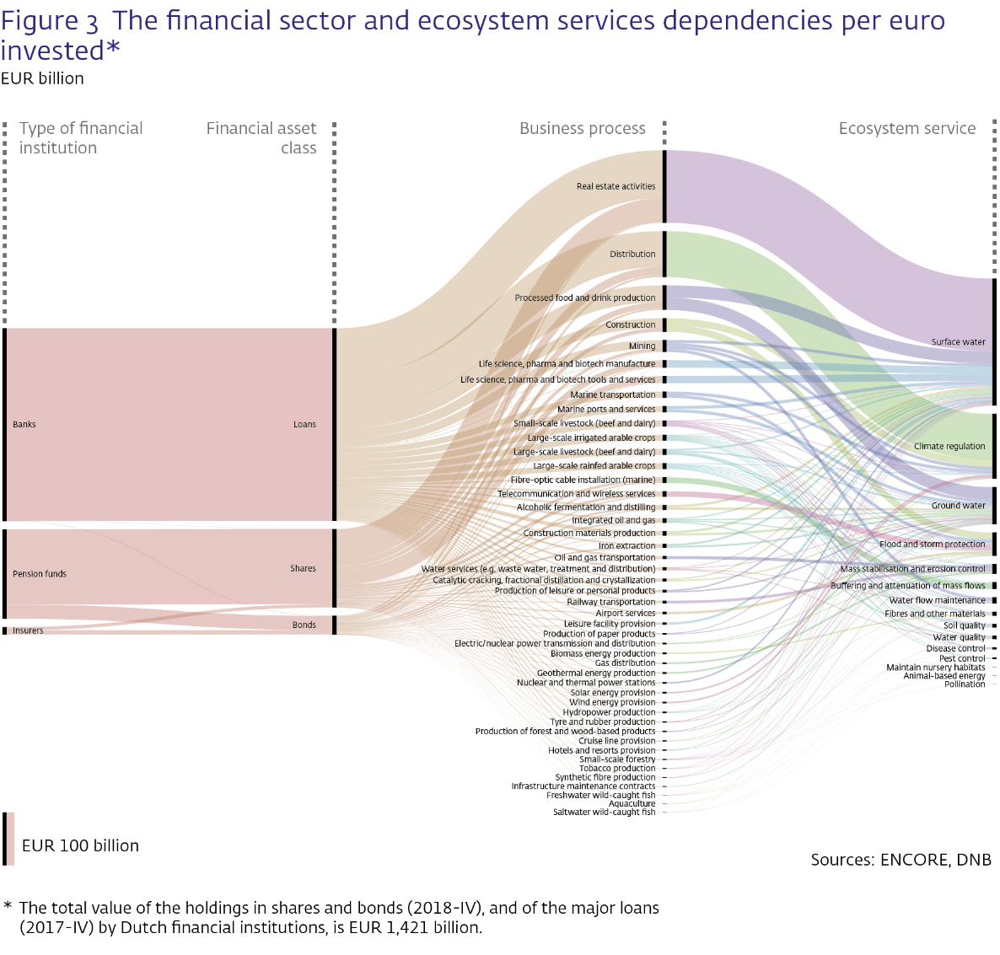 Figure 3  The financial sector and ecosystem services dependencies per euro
invested*
EUR billion
Type of financial
institution
Financial asset
class
Business process
Ecosystem service
Banks
Pension funds
Insurers
Loans
Shares
Bonds
Real estate activities
Distribution
Processed food and drink production
Construction
Mining
Life science, pharma and biotech manufacture
Life science, pharma and biotech tools and services
Marine transportation
Marine ports and services
Small-scale livestock (beef and dairy)
Large-scale irrigated arable crops
Large-scale livestock (beef and dairy)
Large-scale rainfed arable crops
Fibre-optic cable installation (marine)
Telecommunication and wireless services
Alcoholic fermentation and distilling
Integrated oil and gas
Construction materials production
Iron extraction
Oil and gas transportation
Water services (e.g. waste water, treatment and distribution)
Catalytic cracking, fractional distillation and crystallization
Production of leisure or personal products
Railway transportation
Airport services
Leisure facility provision
Production of paper products
Electric/nuclear power transmission and distribution
Biomass energy production
Gas distribution
Geothermal energy production
Nuclear and thermal power stations
Solar energy provision
Wind energy provision
Hydropower production
Tyre and rubber production
Production of forest and wood-based products
Cruise line provision
Hotels and resorts provision
Small-scale forestry
Tobacco production
Synthetic fibre production
Infrastructure maintenance contracts
Freshwater wild-caught fish
Aquaculture
Saltwater wild-caught fish
Surface water
Climate regulation
Ground water
Flood and storm protection
Mass stabilisation and erosion control
Buffering and attenuation of mass flows
Water flow maintenance
Fibres and other materials
Soil quality
Water quality
Disease control
Pest control
Maintain nursery habitats
Animal-based energy
Pollination
EUR 100 billion
Sources: ENCORE, DNB
* The total value of the holdings in shares and bonds (2018-IV), and of the major loans
(2017-IV) by Dutch financial institutions, is EUR 1,421 billion.